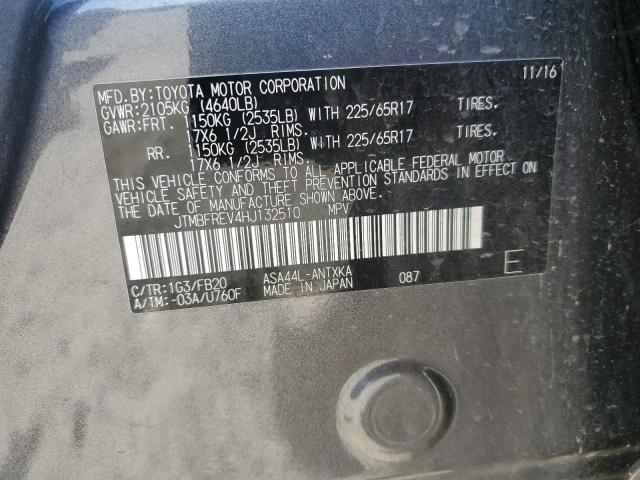 MFD.BY:TOYOTA MOTOR CORPORATION 11/16
GVWR:2105KG (4640LB)
GAWR:FRT. 1150KG (2535LB) WITH 225/65R17 TIRES.
17X6 1/2J RIMS.
RR. 1150KG (2535LB) WITH 225/65R17 TIRES.
17X6 1/2J RIMS.
THIS VEHICLE CONFORMS TO ALL APPLICABLE FEDERAL MOTOR
VEHICLE SAFETY AND THEFT PREVENTION STANDARDS IN EFFECT ON
THE DATE OF MANUFACTURE SHOWN ABOVE.
JTMBFREV4HJ132510 MPV
C/TR:1G3/FB20 ASA44L-ANTXKA 087 E
A/TM:-03A/U760F MADE IN JAPAN